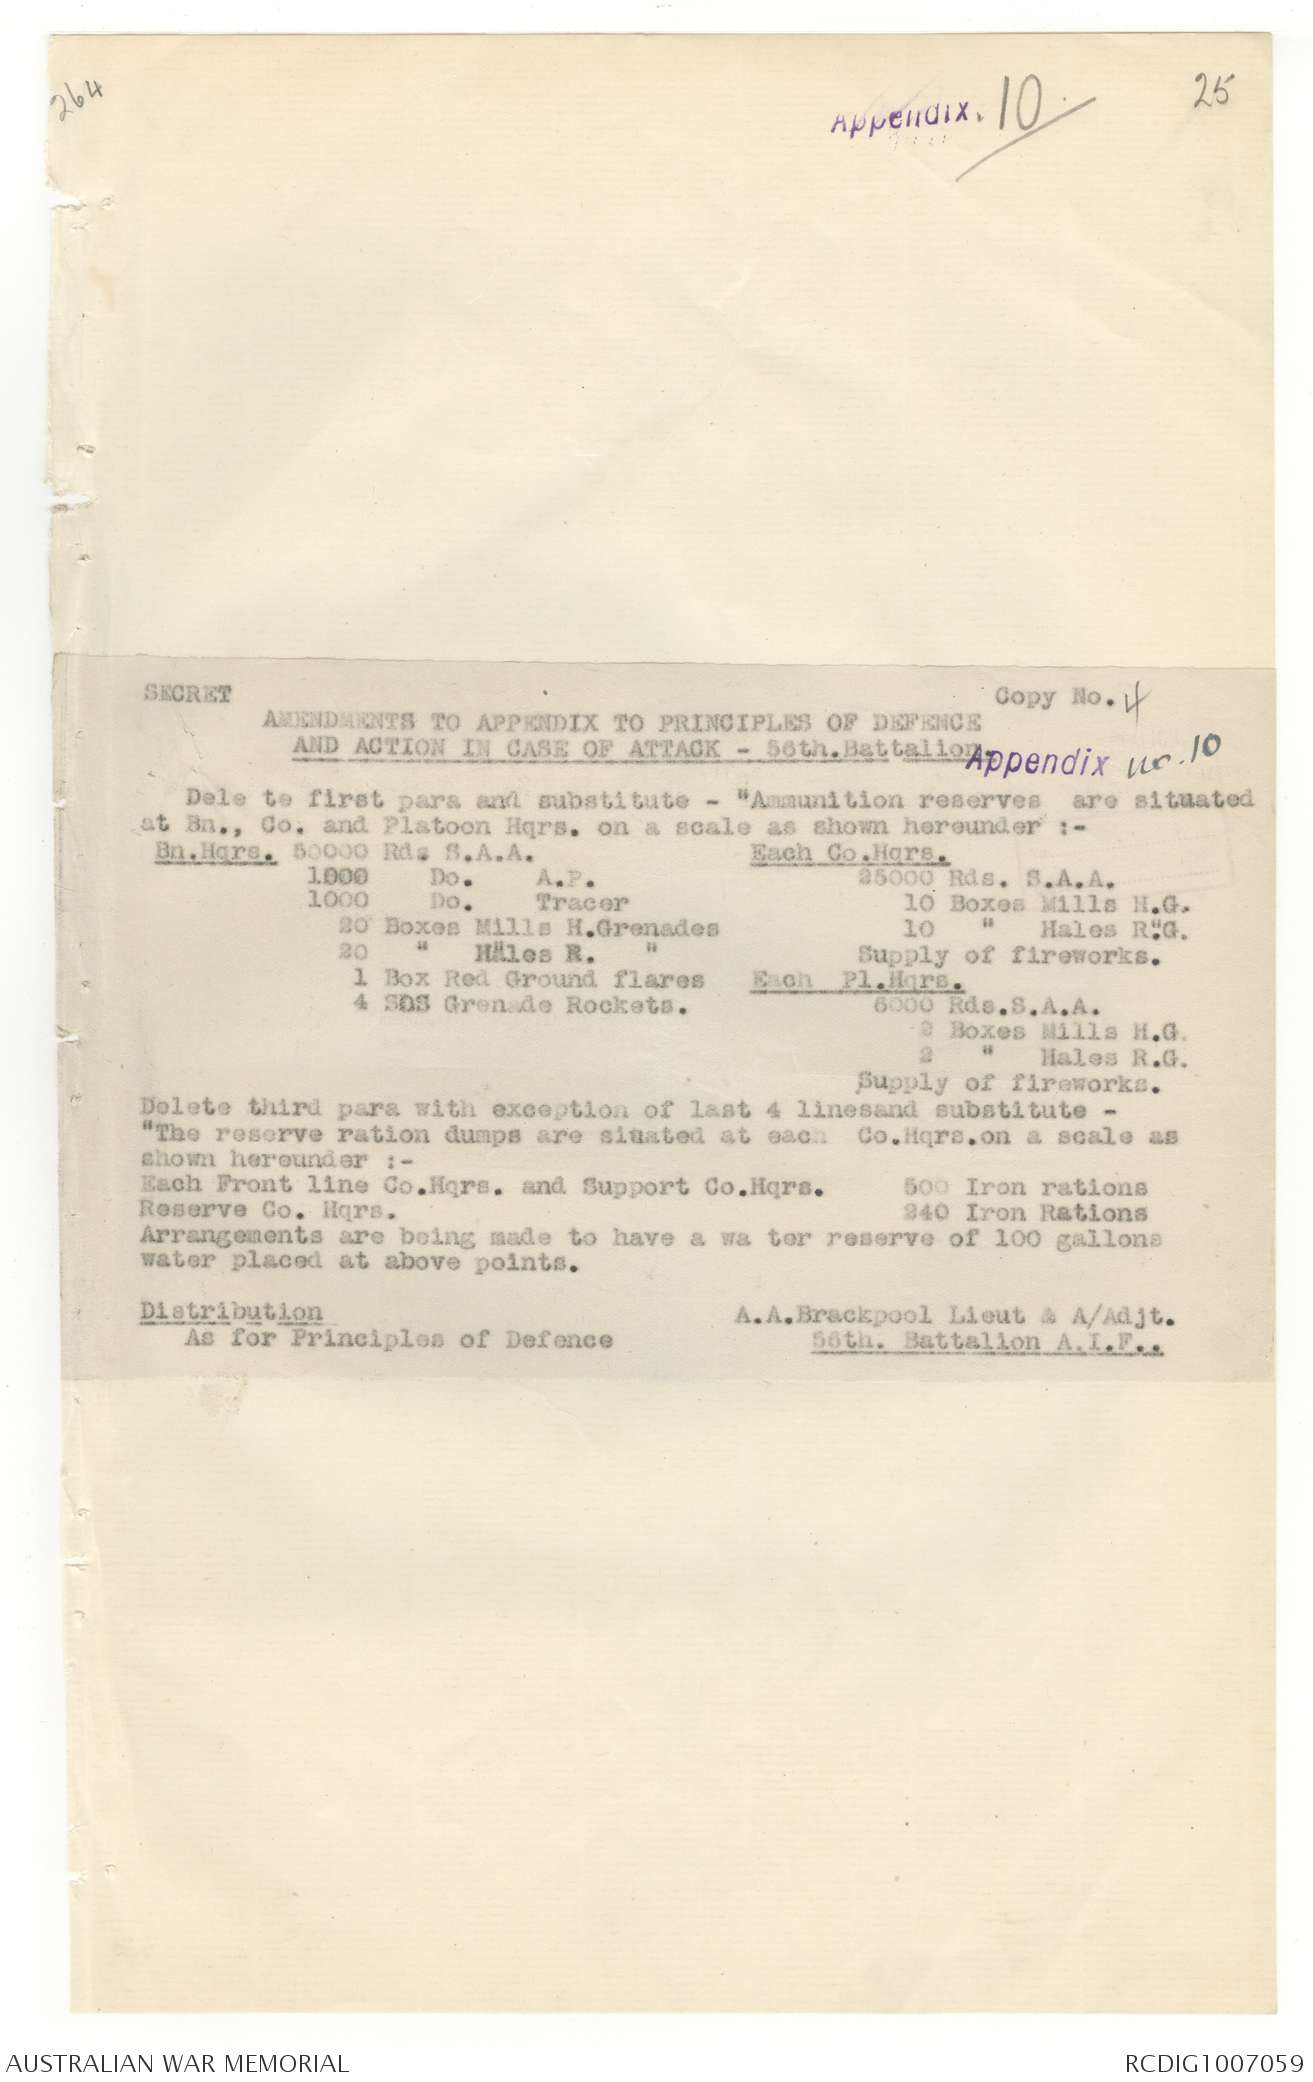 264
Appendix. 10
25
SECRET Copy No. 4
AMENDMENTS TO APPENDIX TO PRINCIPLES OF DEFENCE
AND ACTION IN CASE OF ATTACK - 56th.Battalion.
Appendix no. 10
Dele te first para and substitute - "Ammunition reserves are situated
at Bn., Co. and Platoon Hqrs. on a scale as shown hereunder :-
Bn.Hqrs. 50000 Rds S.A.A. Each Co.Hqrs.
1000 Do. A.P. 25000 Rds. S.A.A.
1000 Do. Tracer 10 Boxes Mills H.G.
20 Boxes Mills H.Grenades 10 " Hales R.G.
20 " Hales R. " Supply of fireworks.
1 Box Red Ground flares Each Pl.Hqrs.
4 SOS Grenade Rockets. 6000 Rds.S.A.A.
2 Boxes Mills H.G.
2 " Hales R.G.
Supply of fireworks.
Delete third para with exception of last 4 linesand substitute -
"The reserve ration dumps are situated at each Co.Hqrs.on a scale as
shown hereunder :-
Each Front line Co.Hqrs. and Support Co.Hqrs. 500 Iron rations
Reserve Co. Hqrs. 240 Iron Rations
Arrangements are being made to have a wa ter reserve of 100 gallons
water placed at above points.
Distribution A.A.Brackpool Lieut & A/Adjt.
As for Principles of Defence 56th. Battalion A.I.F..
AUSTRALIAN WAR MEMORIAL RCDIG1007059